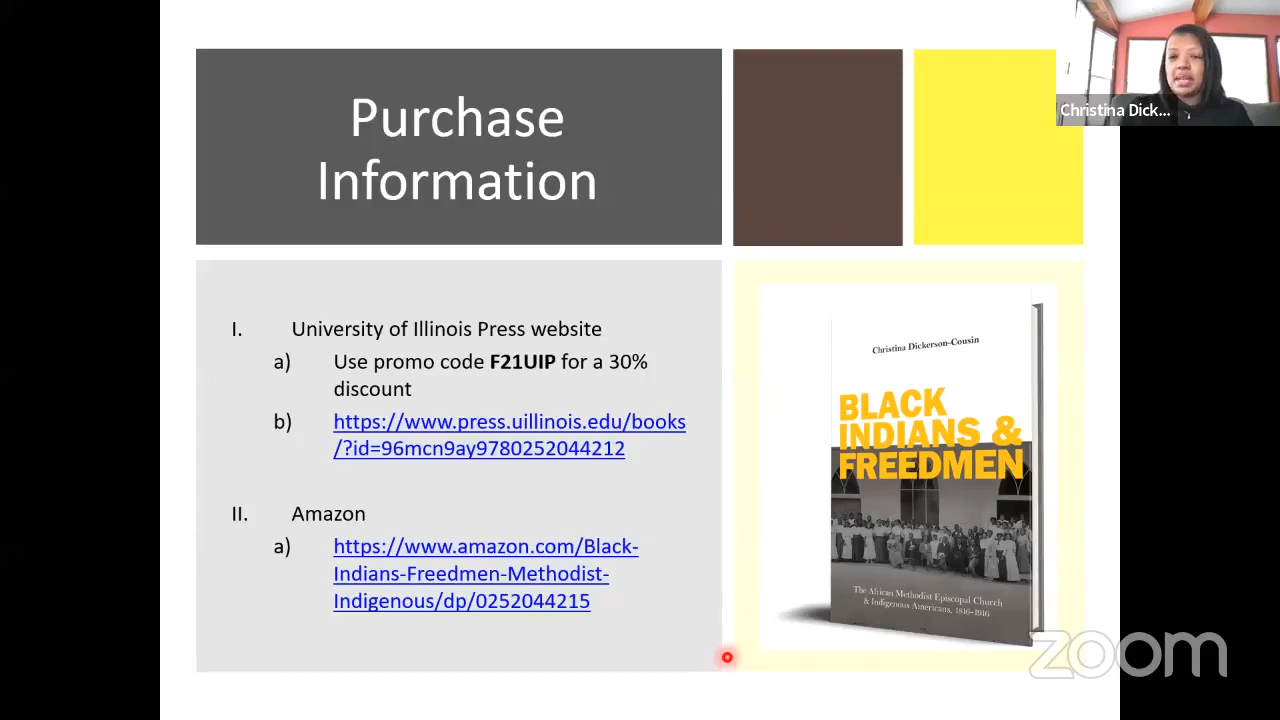 Purchase
Information
Christina Dick...
I. University of Illinois Press website
a) Use promo code F21UIP for a 30%
discount
b) https://www.press.uillinois.edu/books
/?id=96mcn9ay9780252044212
II. Amazon
a) https://www.amazon.com/Black-
Indians-Freedmen-Methodist-
Indigenous/dp/0252044215
Christina Dickerson-Cousin
BLACK
INDIANS &
FREEDMEN
The African Methodist Episcopal Church
& Indigenous Americans, 1816–1916
zoom